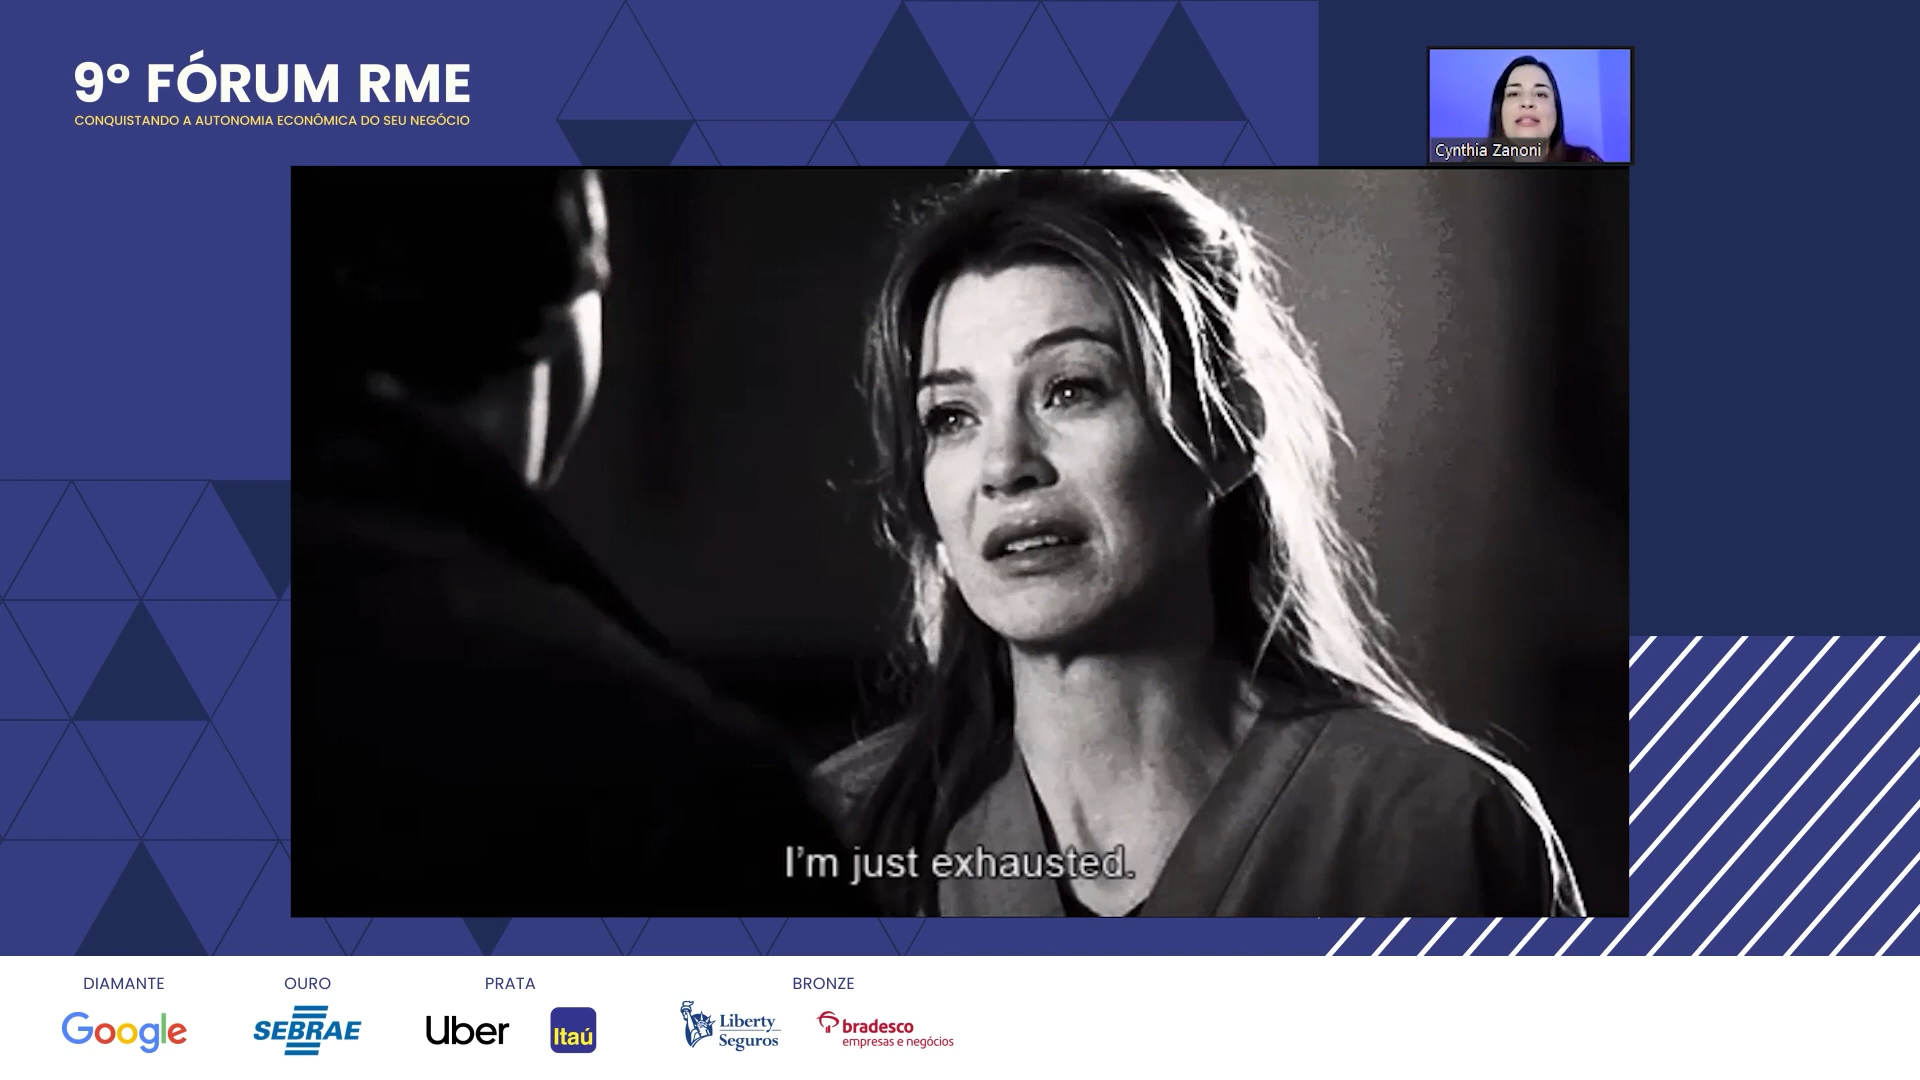 9º FÓRUM RME
CONQUISTANDO A AUTONOMIA ECONÔMICA DO SEU NEGÓCIO
Cynthia Zanoni
I'm just exhausted.
DIAMANTE
OURO
PRATA
BRONZE
Google
SEBRAE
Uber
Itaú
Liberty
Seguros
bradesco
empresas e negócios